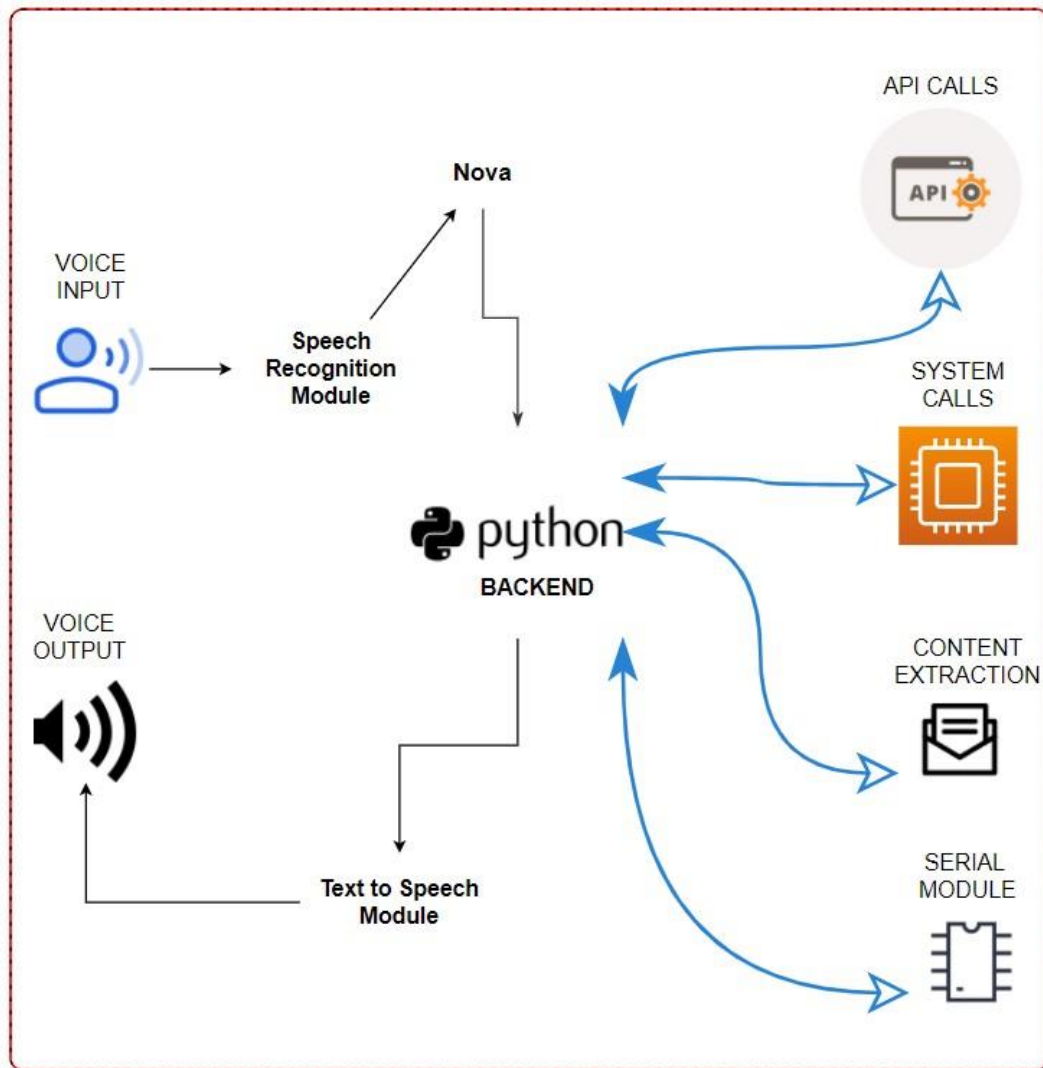 API CALLS
API
Nova
VOICE
INPUT
Speech
Recognition
Module
SYSTEM
CALLS
python
BACKEND
VOICE
OUTPUT
CONTENT
EXTRACTION
Text to Speech
Module
SERIAL
MODULE